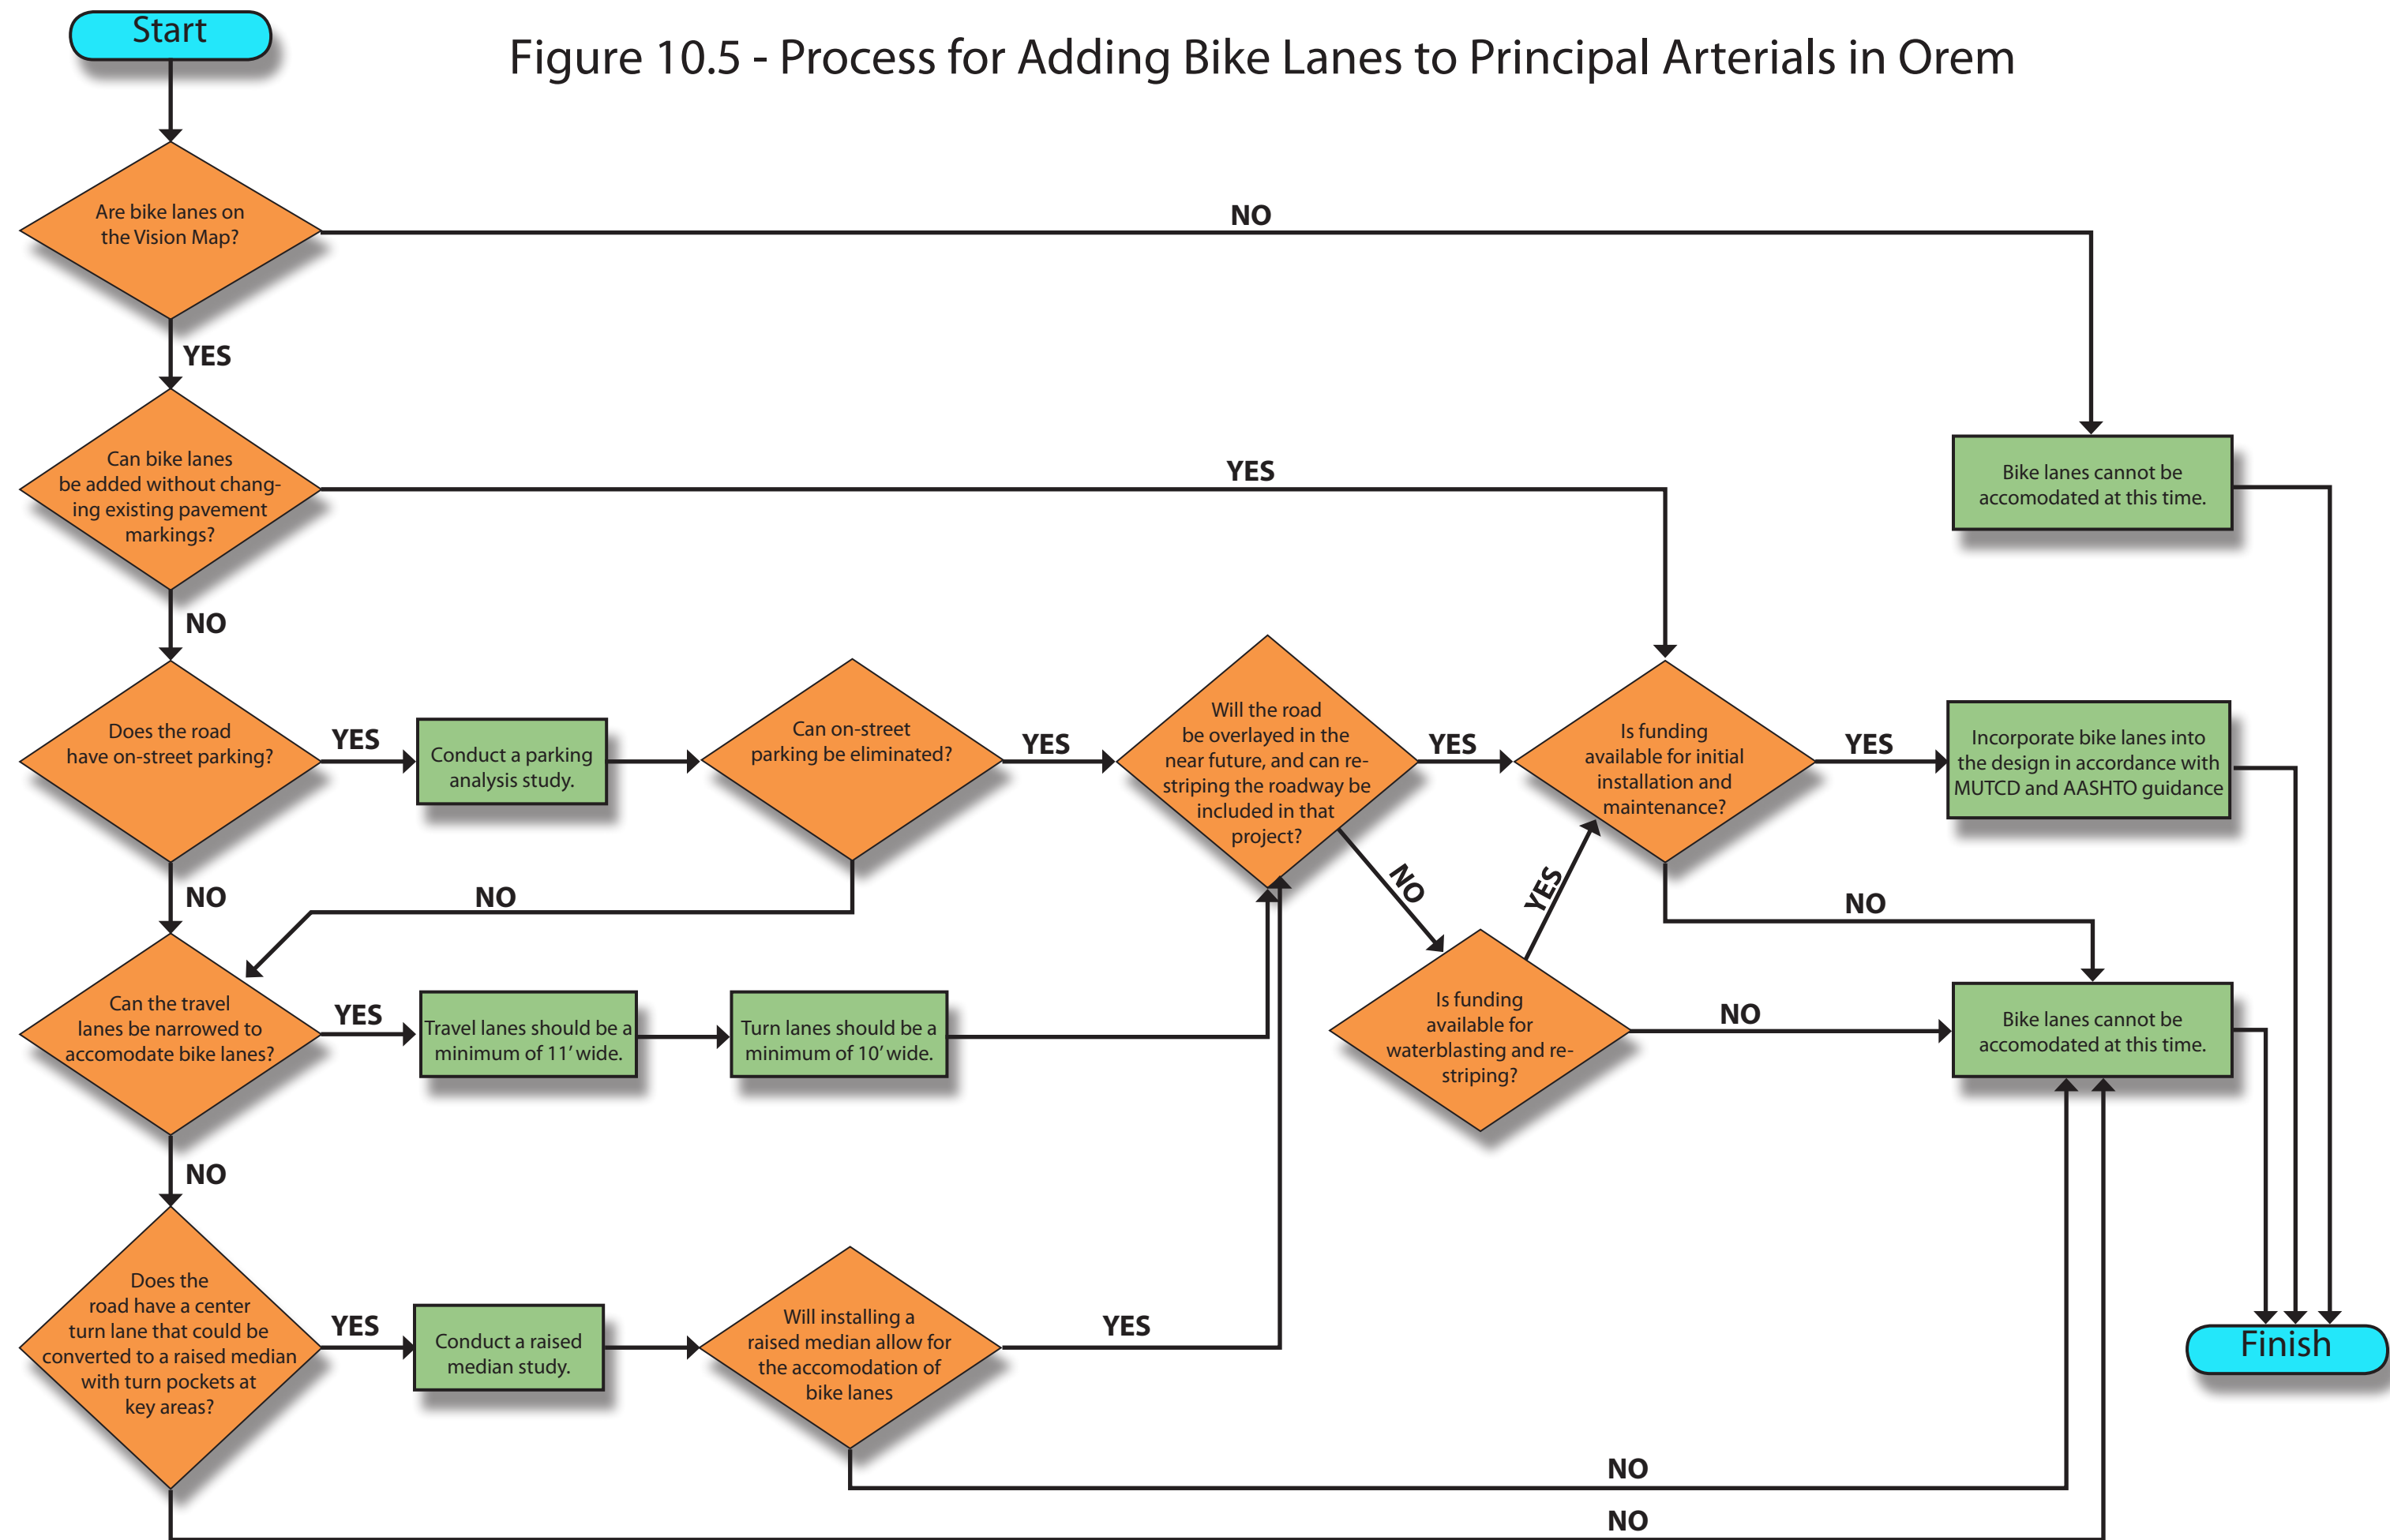 Start
Figure 10.5 - Process for Adding Bike Lanes to Principal Arterials in Orem
Are bike lanes on
the Vision Map?
NO
YES
Can bike lanes
be added without chang-
ing existing pavement
markings?
YES
Bike lanes cannot be
accomodated at this time.
NO
Does the road
have on-street parking?
YES
Conduct a parking
analysis study.
Can on-street
parking be eliminated?
YES
Will the road
be overlayed in the
near future, and can re-
striping the roadway be
included in that
project?
YES
Is funding
available for initial
installation and
maintenance?
YES
Incorporate bike lanes into
the design in accordance with
MUTCD and AASHTO guidance
NO
NO
NO
YES
NO
Can the travel
lanes be narrowed to
accomodate bike lanes?
YES
Travel lanes should be a
minimum of 11' wide.
Turn lanes should be a
minimum of 10' wide.
Is funding
available for
waterblasting and re-
striping?
NO
Bike lanes cannot be
accomodated at this time.
NO
Does the
road have a center
turn lane that could be
converted to a raised median
with turn pockets at
key areas?
YES
Conduct a raised
median study.
Will installing a
raised median allow for
the accomodation of
bike lanes
YES
Finish
NO
NO